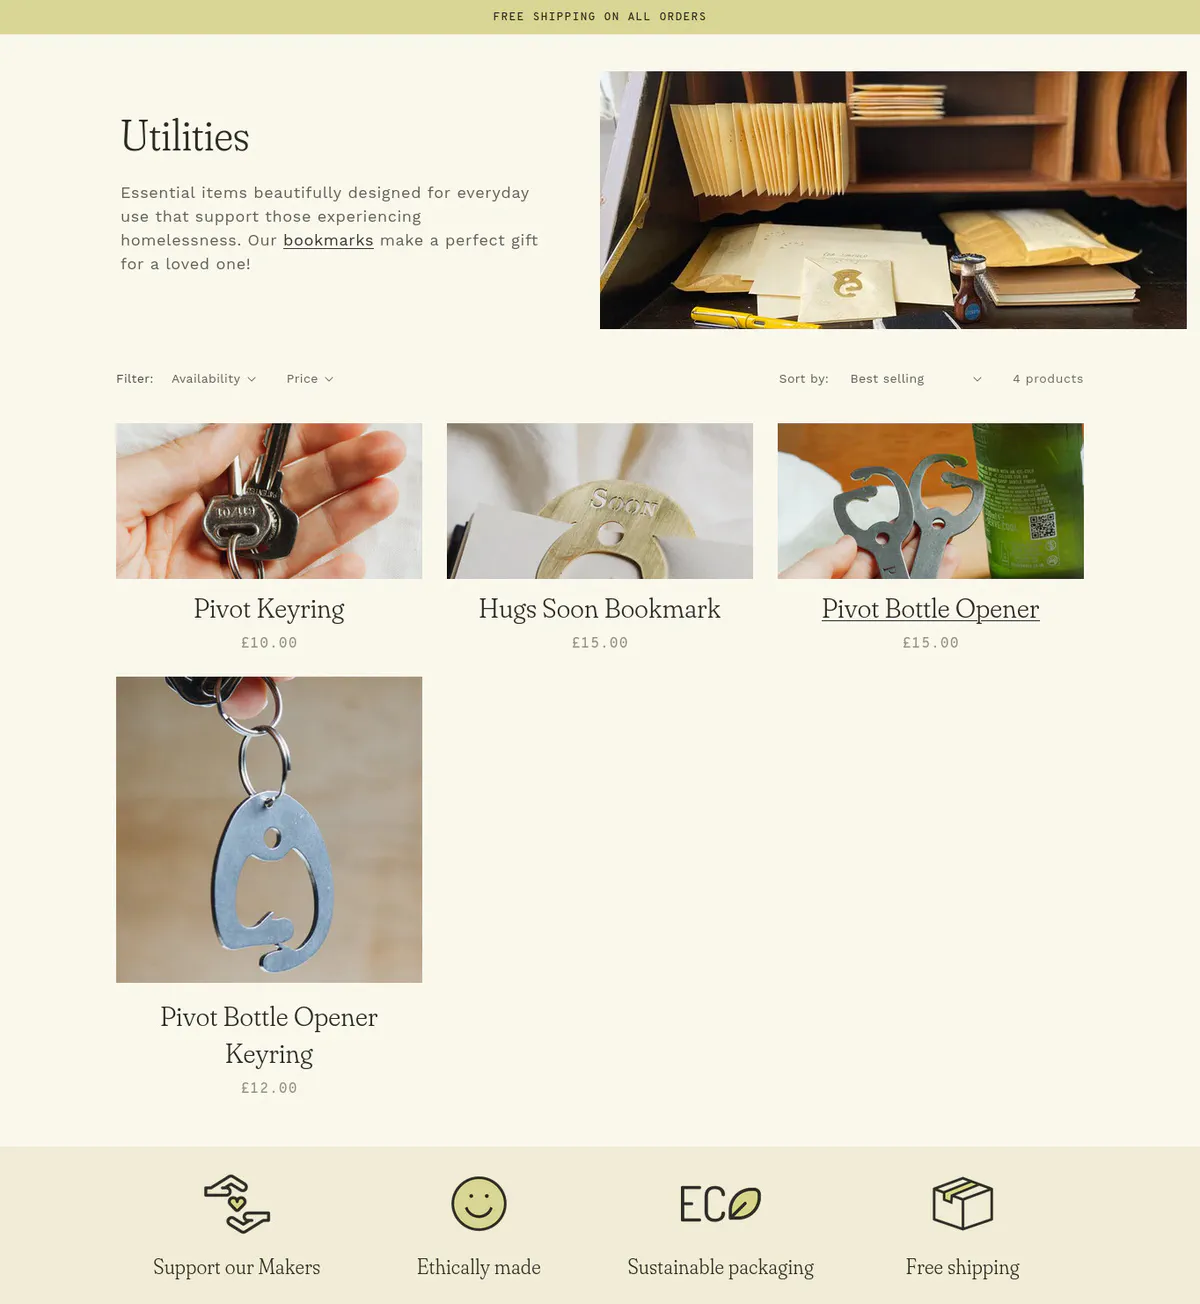 FREE SHIPPING ON ALL ORDERS
Utilities
Essential items beautifully designed for everyday
use that support those experiencing
homelessness. Our bookmarks make a perfect gift
for a loved one!
Filter: Availability Price
Sort by: Best selling 4 products
SOON
Pivot Keyring
£10.00
Hugs Soon Bookmark
£15.00
Pivot Bottle Opener
£15.00
Pivot Bottle Opener
Keyring
£12.00
ECO
Support our Makers
Ethically made
Sustainable packaging
Free shipping